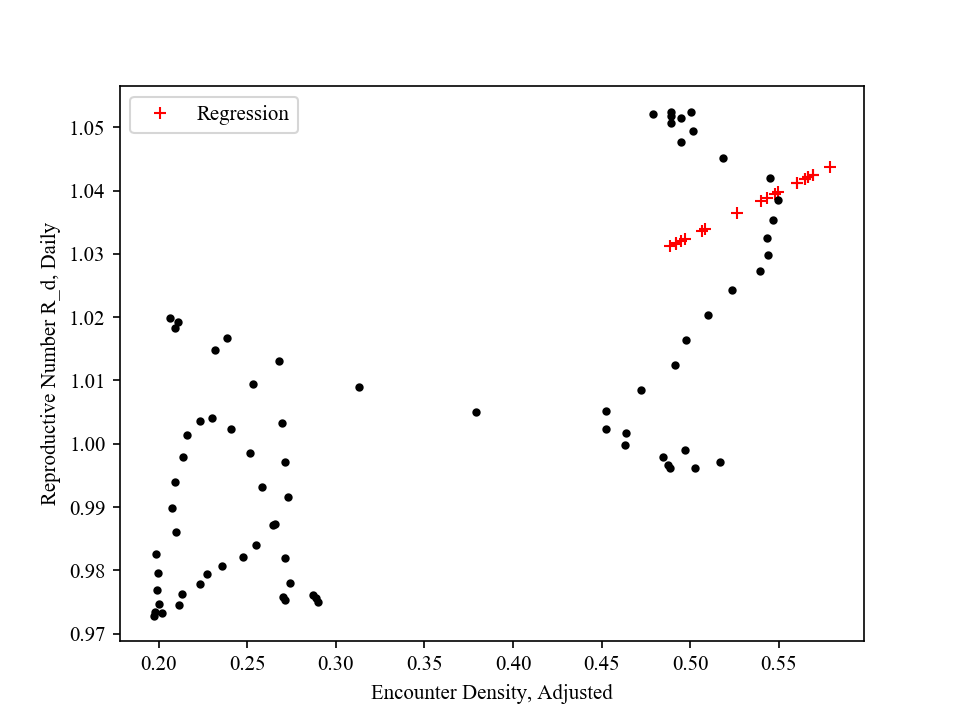 Regression
1.05
1.04
1.03
1.02
1.01
1.00
0.99
0.98
0.97
Reproductive Number R_d, Daily
0.20 0.25 0.30 0.35 0.40 0.45 0.50 0.55
Encounter Density, Adjusted